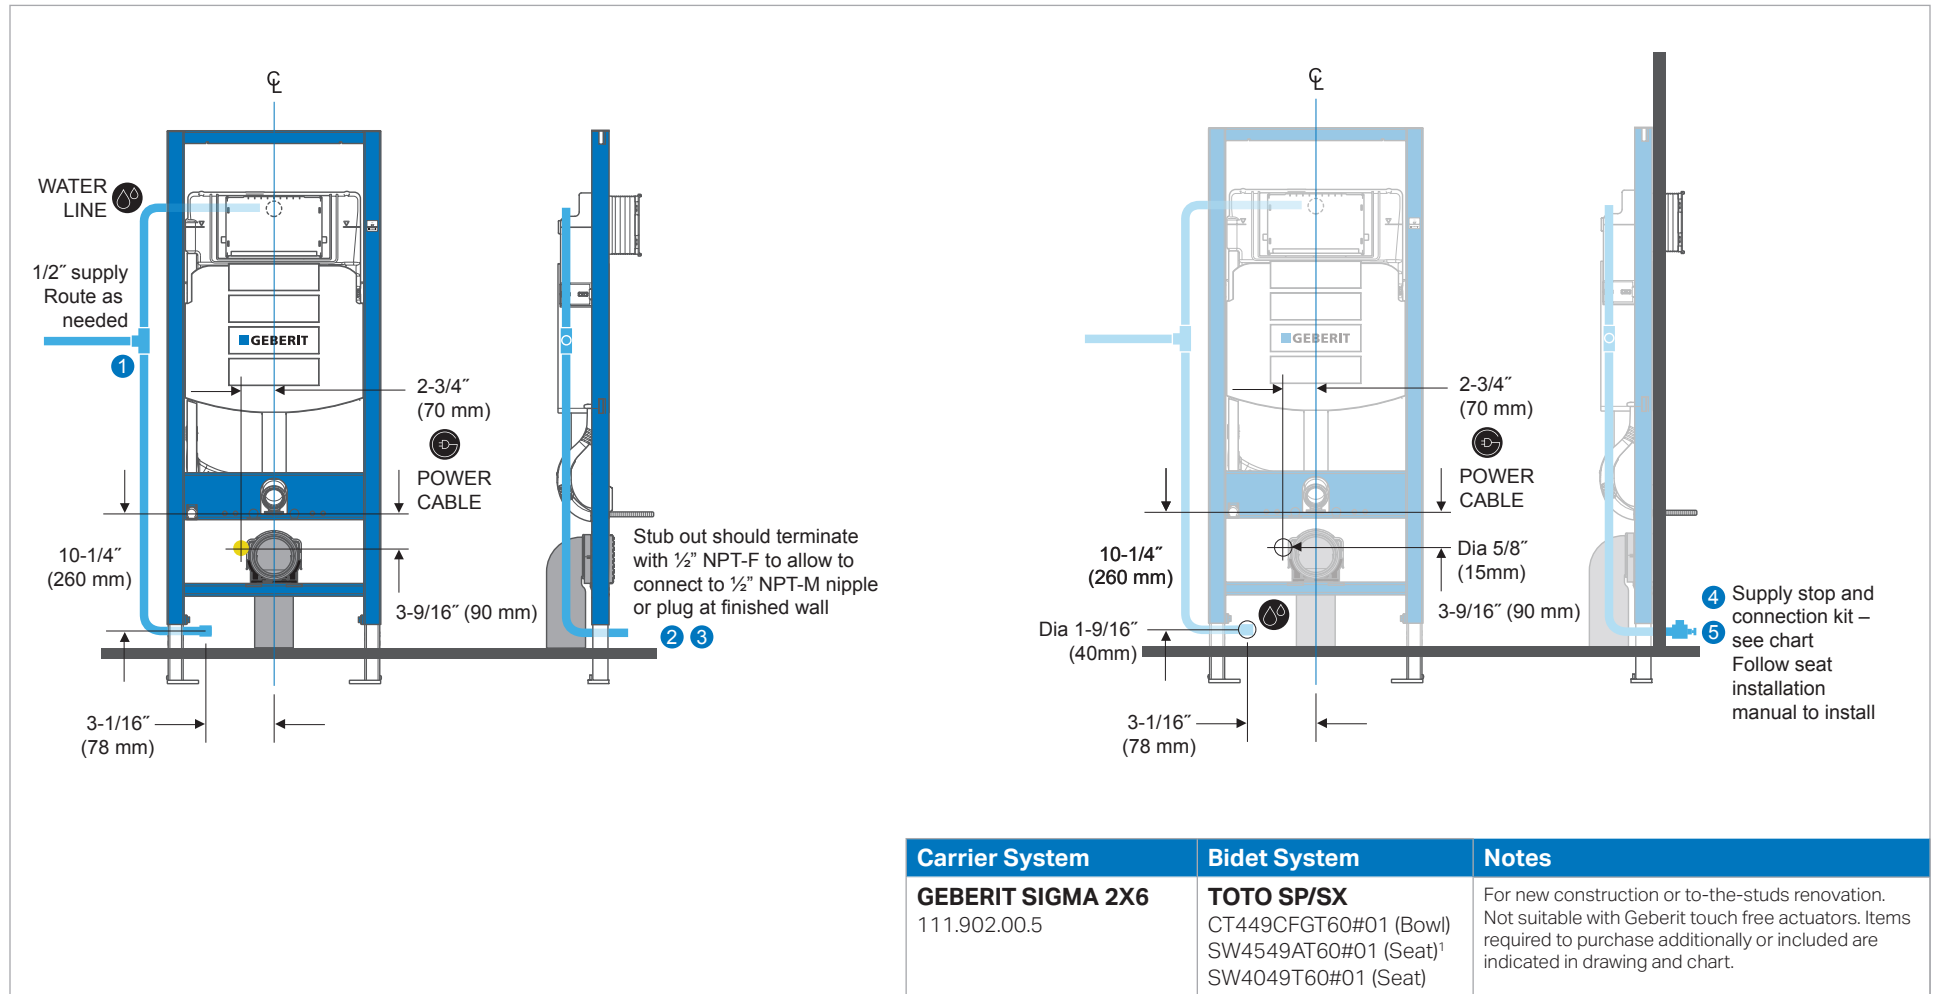 ℄
WATER
LINE
1/2˝ supply
Route as
needed
1
GEBERIT
2-3/4˝
(70 mm)
POWER
CABLE
10-1/4˝
(260 mm)
3-9/16˝ (90 mm)
3-1/16˝
(78 mm)
Stub out should terminate
with ½” NPT-F to allow to
connect to ½” NPT-M nipple
or plug at finished wall
2 3
℄
GEBERIT
2-3/4˝
(70 mm)
POWER
CABLE
10-1/4˝
(260 mm)
Dia 5/8˝
(15mm)
3-9/16˝ (90 mm)
Dia 1-9/16˝
(40mm)
3-1/16˝
(78 mm)
4 Supply stop and
5 connection kit –
see chart
Follow seat
installation
manual to install
Carrier System Bidet System Notes
GEBERIT SIGMA 2X6
111.902.00.5
TOTO SP/SX
CT449CFGT60#01 (Bowl)
SW4549AT60#01 (Seat)¹
SW4049T60#01 (Seat)
For new construction or to-the-studs renovation.
Not suitable with Geberit touch free actuators. Items
required to purchase additionally or included are
indicated in drawing and chart.